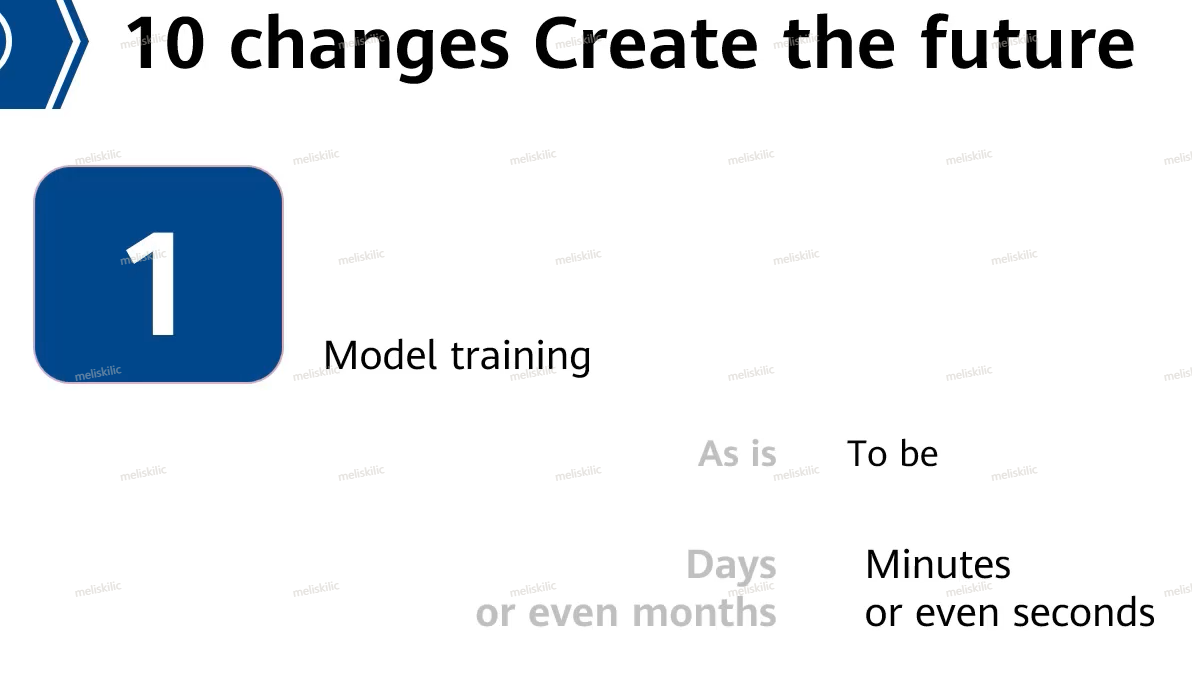 10 changes Create the future
1
Model training
As is To be
Days Minutes
or even months or even seconds
meliskilic